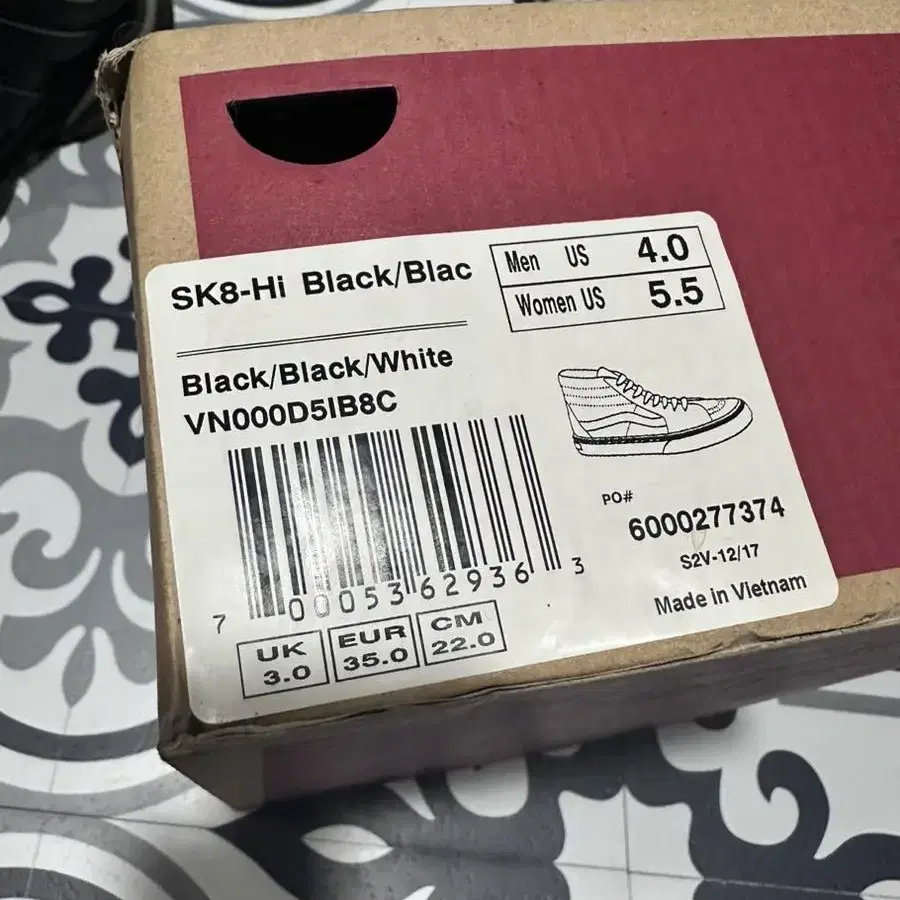 SK8-Hi Black/Blac
Men US 4.0
Women US 5.5
Black/Black/White
VN000D5IB8C
7 00053 62936 3
PO#
6000277374
S2V-12/17
Made in Vietnam
UK
3.0
EUR
35.0
CM
22.0